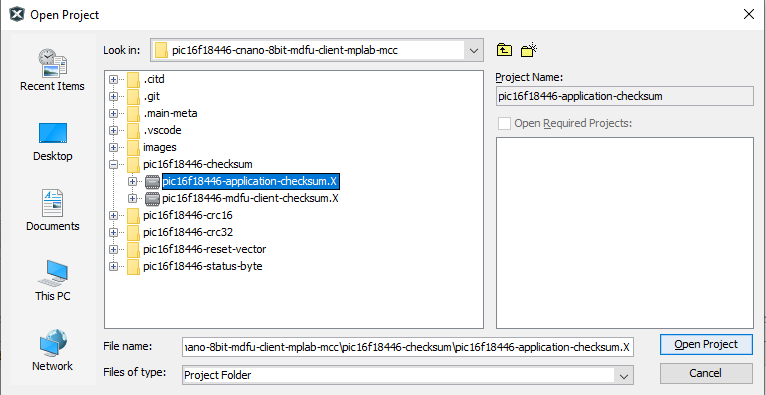 Open Project
Look in: pic16f18446-cnano-8bit-mdfu-client-mplab-mcc
Recent Items
Desktop
Documents
This PC
Network
.citd
.git
.main-meta
.vscode
images
pic16f18446-checksum
pic16f18446-application-checksum.X
pic16f18446-mdfu-client-checksum.X
pic16f18446-crc16
pic16f18446-crc32
pic16f18446-reset-vector
pic16f18446-status-byte
Project Name:
pic16f18446-application-checksum
Open Required Projects:
File name: nano-8bit-mdfu-client-mplab-mcc\pic16f18446-checksum\pic16f18446-application-checksum.X
Open Project
Files of type: Project Folder
Cancel